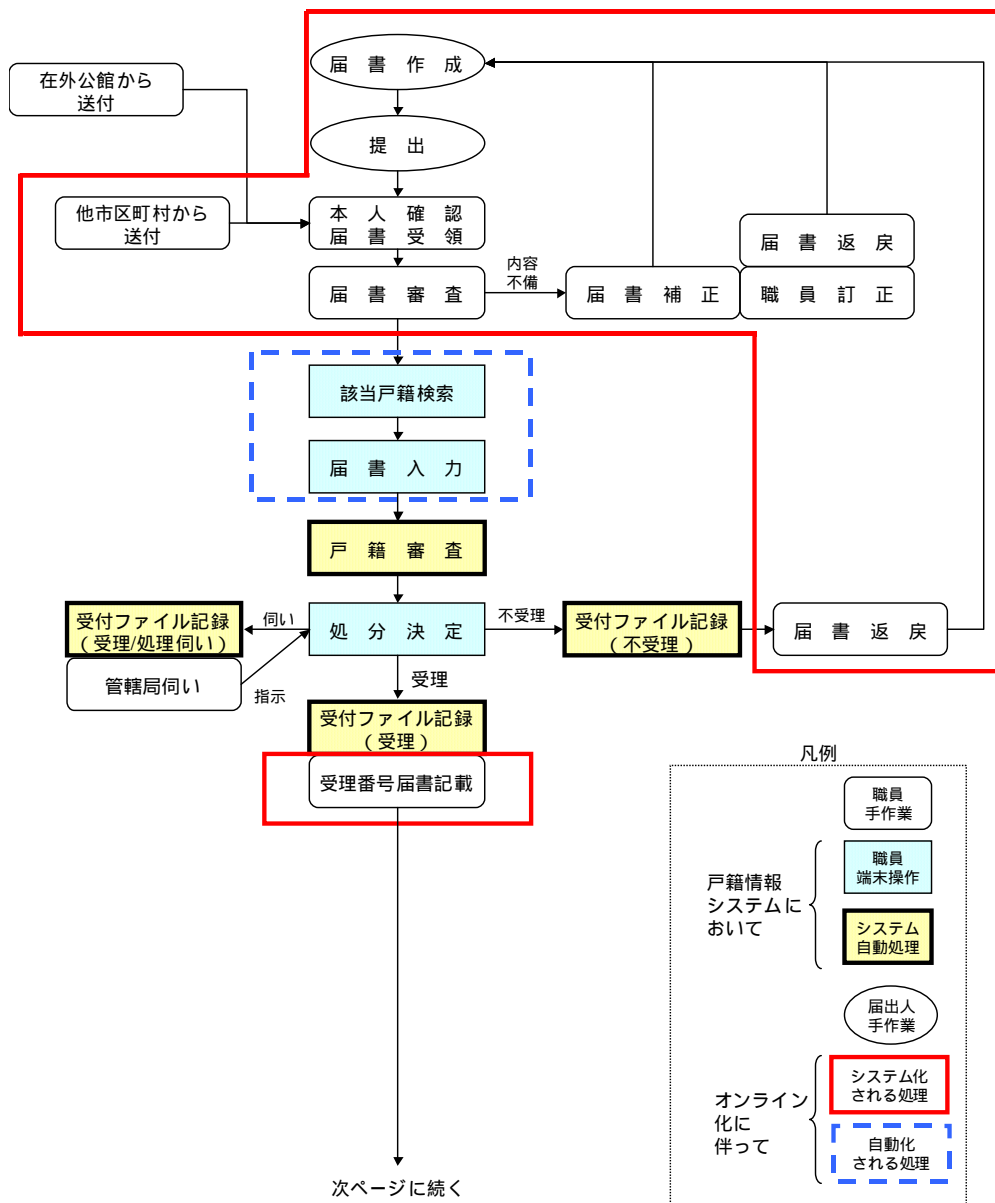 届書作成
在外公館から
送付
提出
他市区町村から
送付
本人確認
届書受領
届書返戻
届書審査
内容
不備
届書補正
職員訂正
該当戸籍検索
届書入力
戸籍審査
受付ファイル記録
（受理/処理伺い）
伺い
処分決定
不受理
受付ファイル記録
（不受理）
届書返戻
管轄局伺い
指示
受理
受付ファイル記録
（受理）
受理番号届書記載
次ページに続く
凡例
職員
手作業
戸籍情報
システムに
おいて
職員
端末操作
システム
自動処理
届出人
手作業
オンライン
化に
伴って
システム化
される処理
自動化
される処理